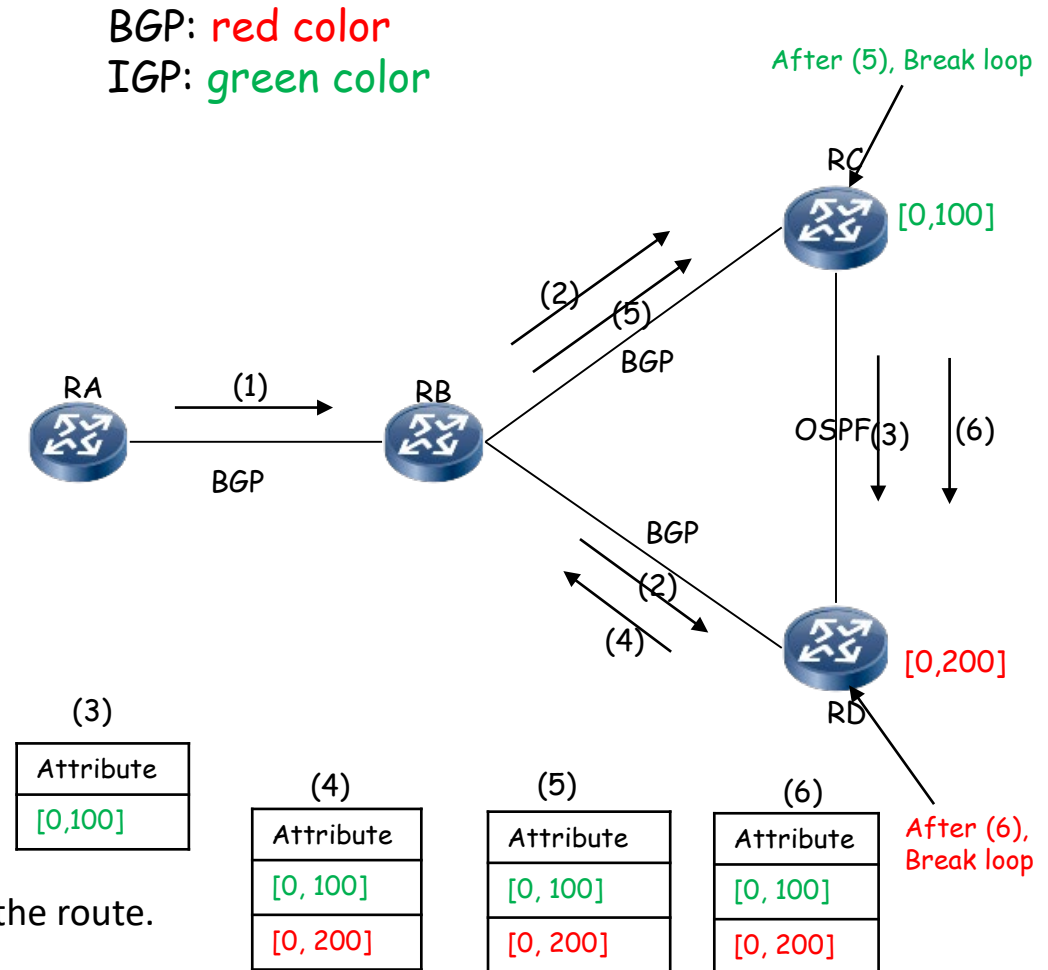 BGP: red color
IGP: green color
After (5), Break loop
RC
[0,100]
(2)
(5)
BGP
RA
(1)
RB
BGP
OSPF
(3)
(6)
BGP
(2)
(4)
[0,200]
RD
After (6),
Break loop
(3)
Attribute
[0,100]
(4)
Attribute
[0, 100]
[0, 200]
(5)
Attribute
[0, 100]
[0, 200]
(6)
Attribute
[0, 100]
[0, 200]
the route.